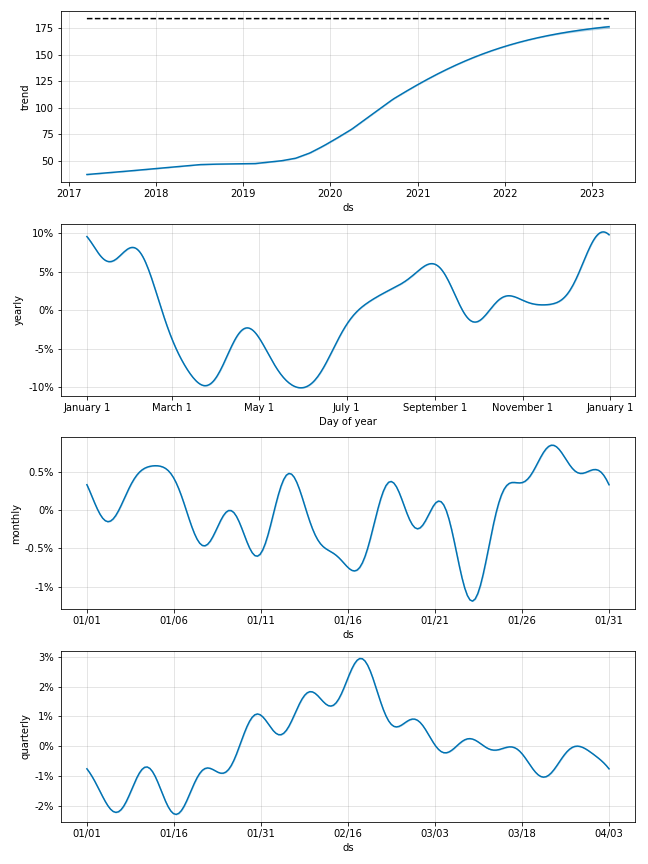 175
150
125
100
75
50
trend
2017 2018 2019 2020 2021 2022 2023
ds
10%
5%
0%
-5%
-10%
yearly
January 1 March 1 May 1 July 1 September 1 November 1 January 1
Day of year
0.5%
0%
-0.5%
-1%
monthly
01/01 01/06 01/11 01/16 01/21 01/26 01/31
ds
3%
2%
1%
0%
-1%
-2%
quarterly
01/01 01/16 01/31 02/16 03/03 03/18 04/03
ds